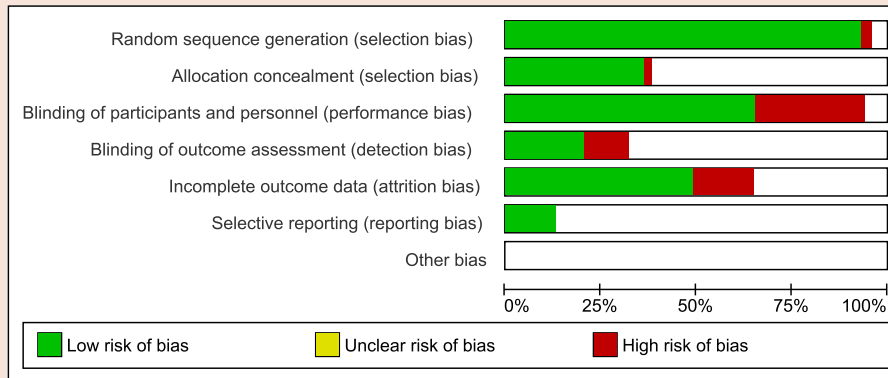 Random sequence generation (selection bias)
Allocation concealment (selection bias)
Blinding of participants and personnel (performance bias)
Blinding of outcome assessment (detection bias)
Incomplete outcome data (attrition bias)
Selective reporting (reporting bias)
Other bias
0% 25% 50% 75% 100%
Low risk of bias Unclear risk of bias High risk of bias